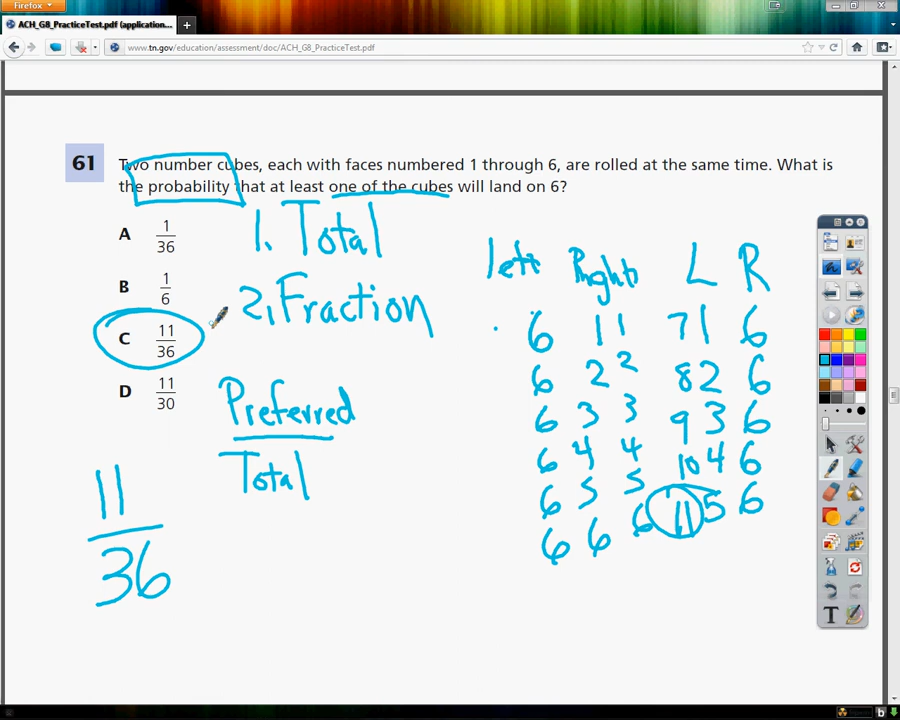 Firefox
ACH_G8_PracticeTest.pdf (application...
www.tn.gov/education/assessment/doc/ACH_G8_PracticeTest.pdf
61 Two number cubes, each with faces numbered 1 through 6, are rolled at the same time. What is
the probability that at least one of the cubes will land on 6?
A 1/36
B 1/6
C 11/36
D 11/30
1. Total
2. Fraction
Preferred
Total
11
36
left Right L R
6 1 1 7 1 6
6 2 2 8 2 6
6 3 3 9 3 6
6 4 4 10 4 6
6 5 5 11 5 6
6 6 6
T